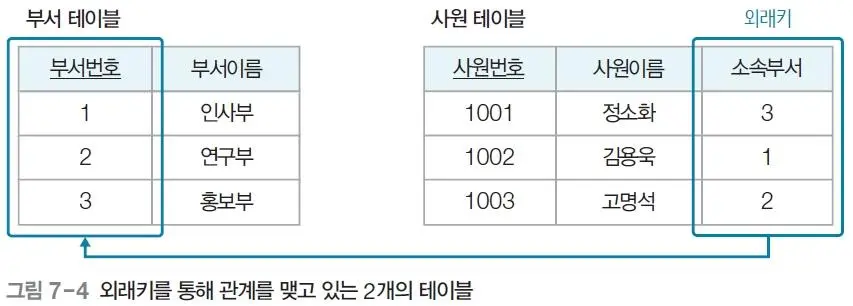 부서 테이블
사원 테이블
외래키
부서번호 부서이름
1 인사부
2 연구부
3 홍보부
사원번호 사원이름 소속부서
1001 정소화 3
1002 김용욱 1
1003 고명석 2
그림 7-4 외래키를 통해 관계를 맺고 있는 2개의 테이블